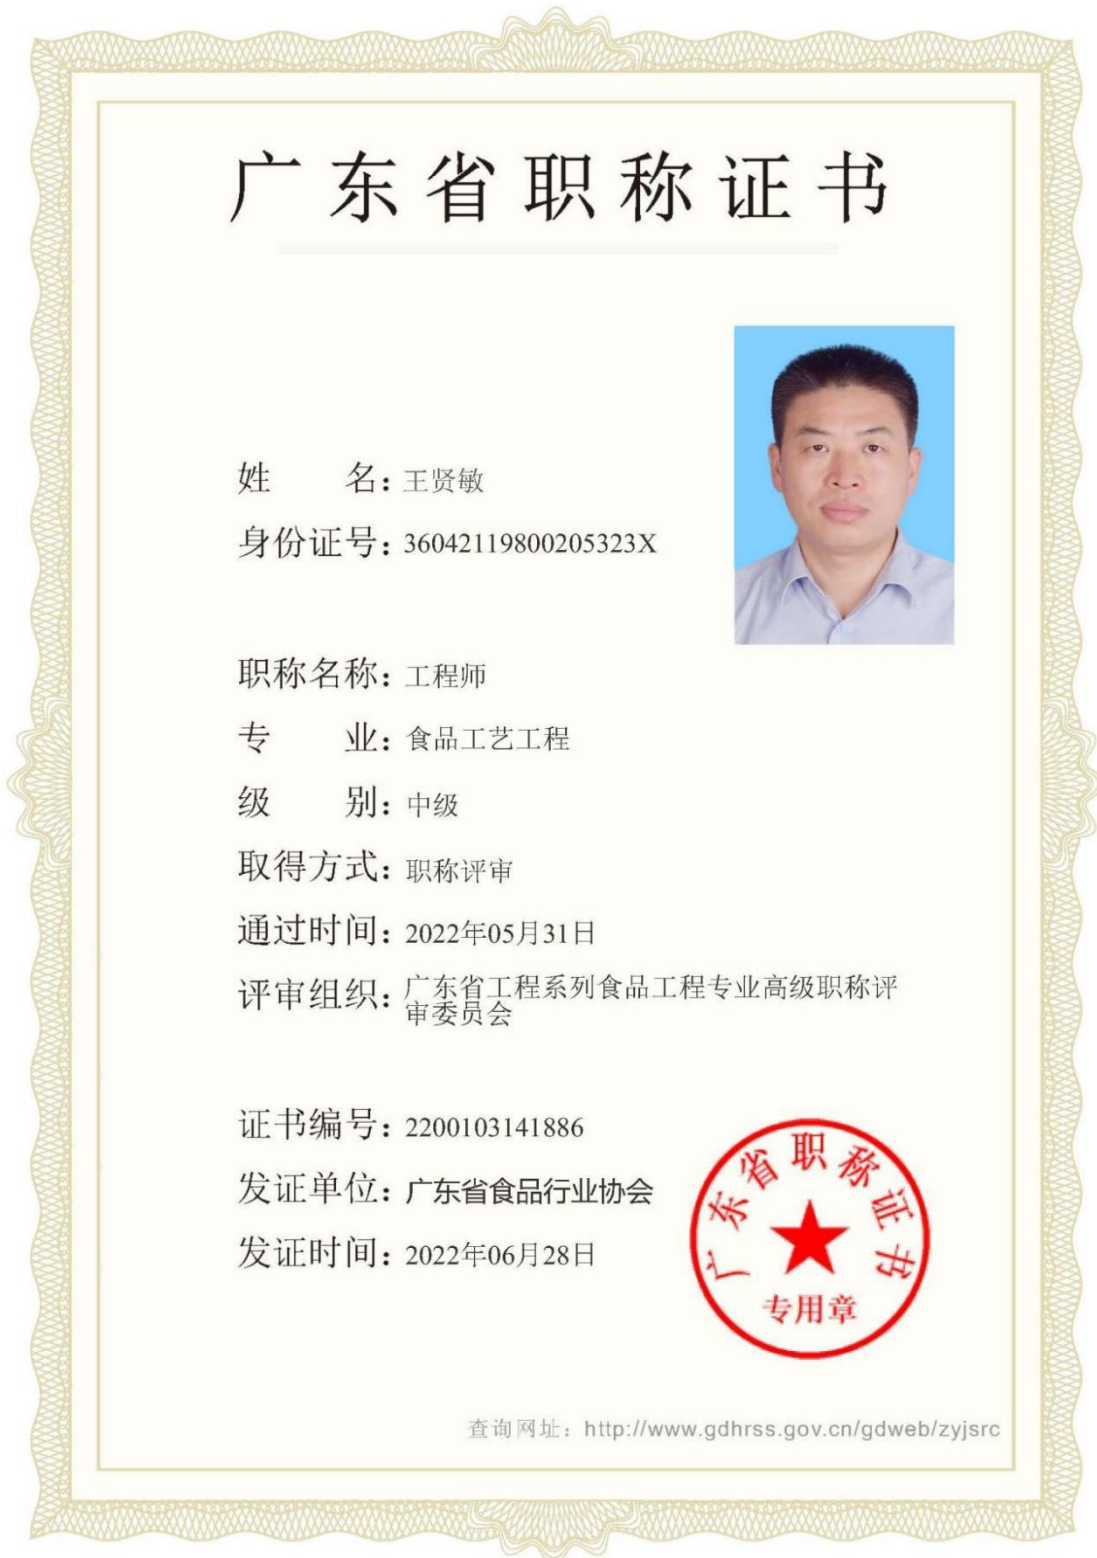 广东省职称证书
姓 名：王贤敏
身份证号：36042119800205323X
职称名称：工程师
专 业：食品工艺工程
级 别：中级
取得方式：职称评审
通过时间：2022年05月31日
评审组织：广东省工程系列食品工程专业高级职称评
审委员会
证书编号：2200103141886
发证单位：广东省食品行业协会
发证时间：2022年06月28日
广东省职称证书
专用章
查询网址：http://www.gdhrss.gov.cn/gdweb/zyjsrc